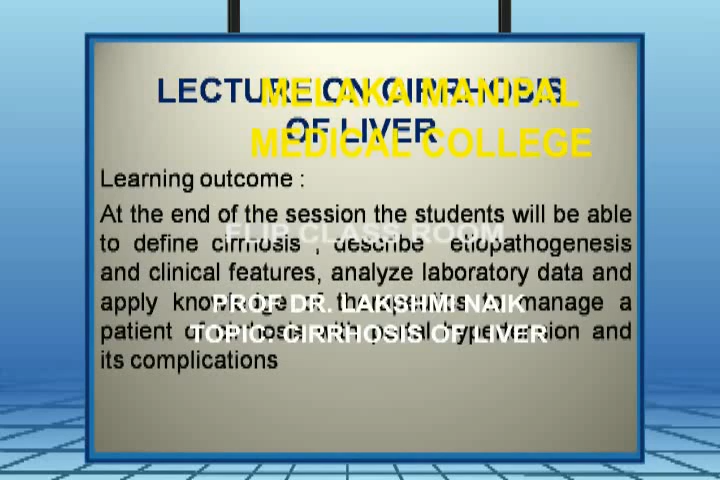 LECTURE ON CIRRHOSIS
OF LIVER
MELAKA MANIPAL
MEDICAL COLLEGE
Learning outcome :
At the end of the session the students will be able
to define cirrhosis , describe etiopathogenesis
and clinical features, analyze laboratory data and
apply knowledge of to manage a
patient of cirrhosis with portal hypertension and
its complications
FLIP CLASS ROOM
PROF DR. LAKSHMI NAIK
TOPIC: CIRRHOSIS OF LIVER